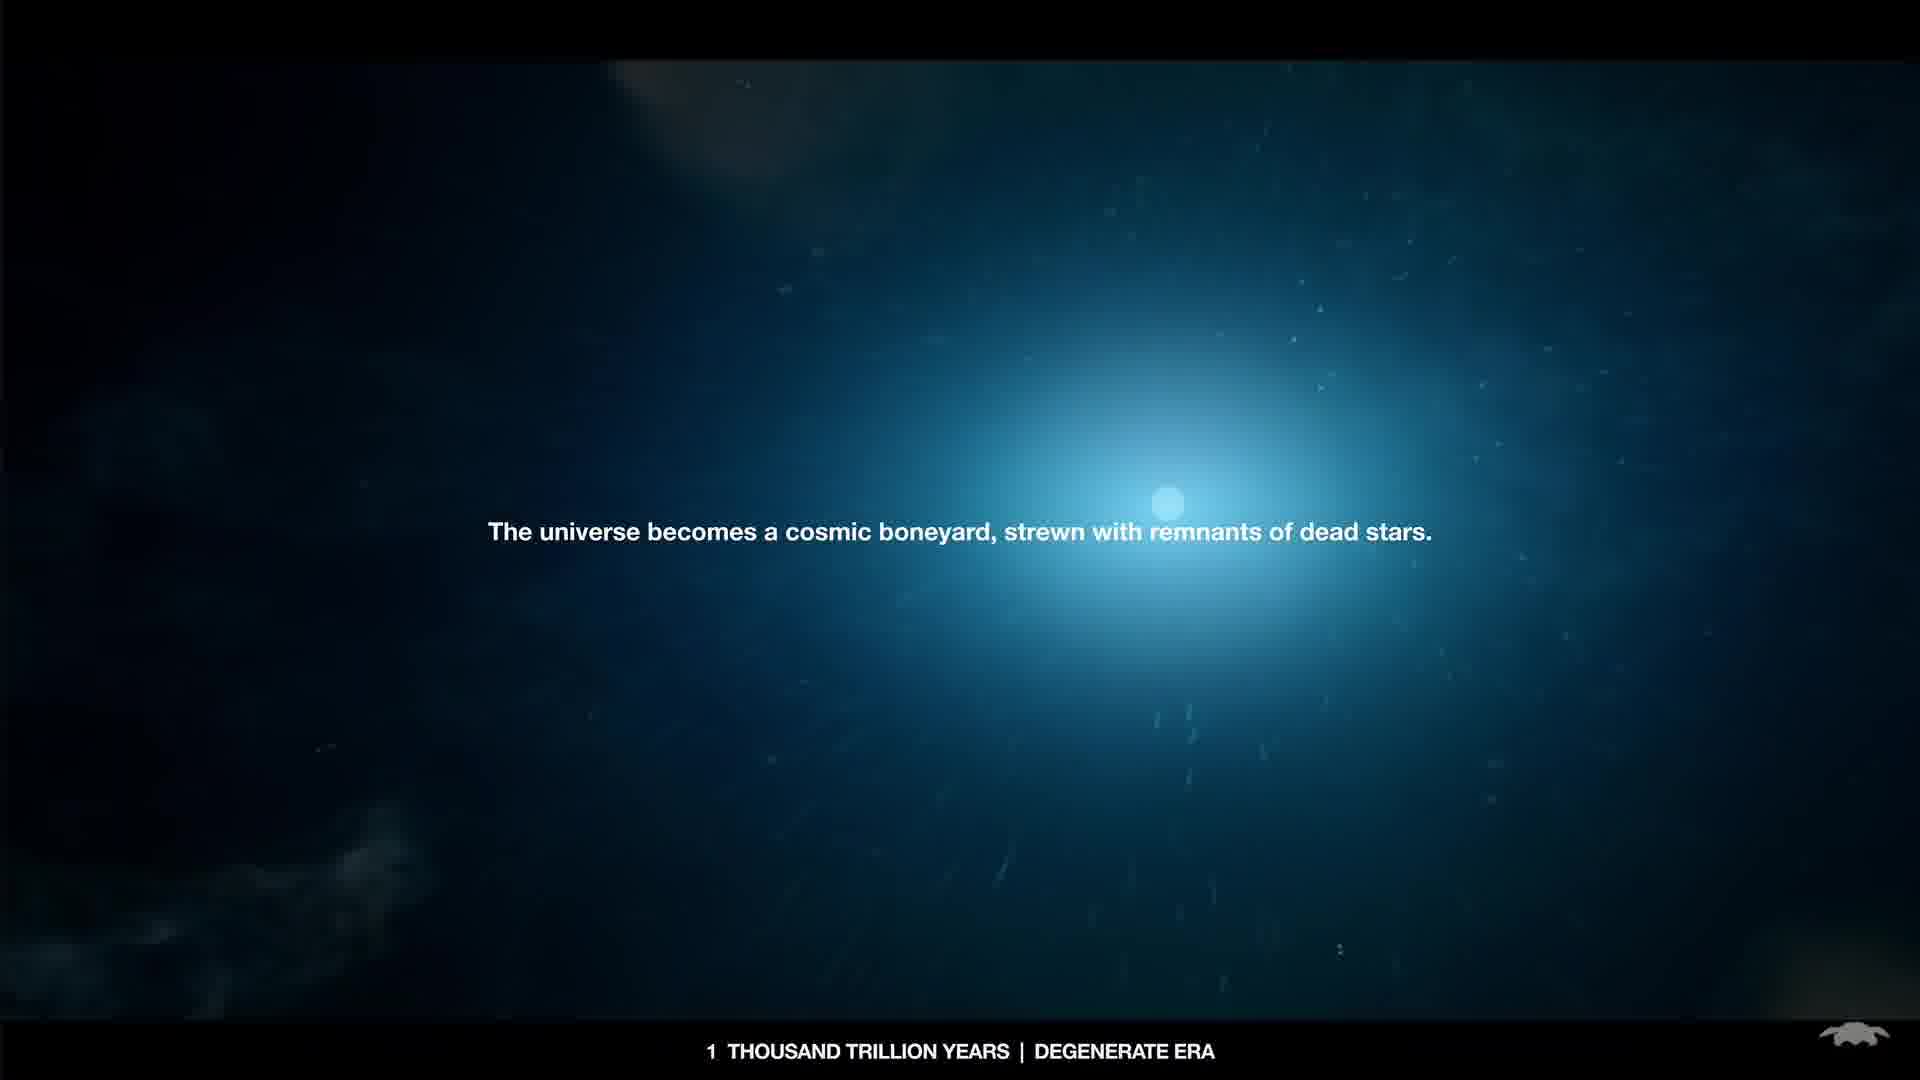 The universe becomes a cosmic boneyard, strewn with remnants of dead stars.
1 THOUSAND TRILLION YEARS | DEGENERATE ERA